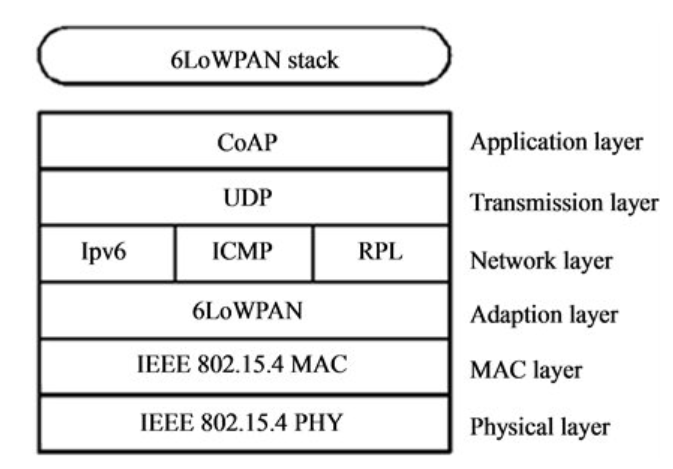 6LoWPAN stack
CoAP Application layer
UDP Transmission layer
Ipv6 ICMP RPL Network layer
6LoWPAN Adaption layer
IEEE 802.15.4 MAC MAC layer
IEEE 802.15.4 PHY Physical layer